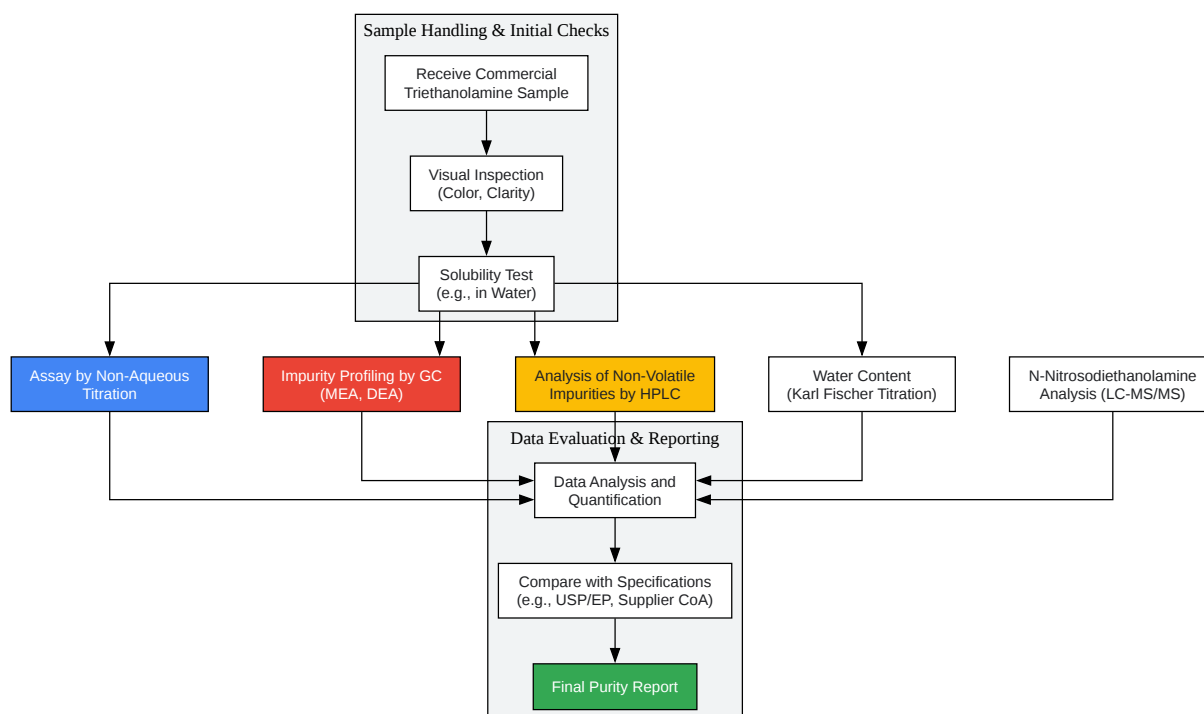 Sample Handling & Initial Checks
Receive Commercial
Triethanolamine Sample
Visual Inspection
(Color, Clarity)
Solubility Test
(e.g., in Water)
Assay by Non-Aqueous
Titration
Impurity Profiling by GC
(MEA, DEA)
Analysis of Non-Volatile
Impurities by HPLC
Water Content
(Karl Fischer Titration)
N-Nitrosodiethanolamine
Analysis (LC-MS/MS)
Data Evaluation & Reporting
Data Analysis and
Quantification
Compare with Specifications
(e.g., USP/EP, Supplier CoA)
Final Purity Report